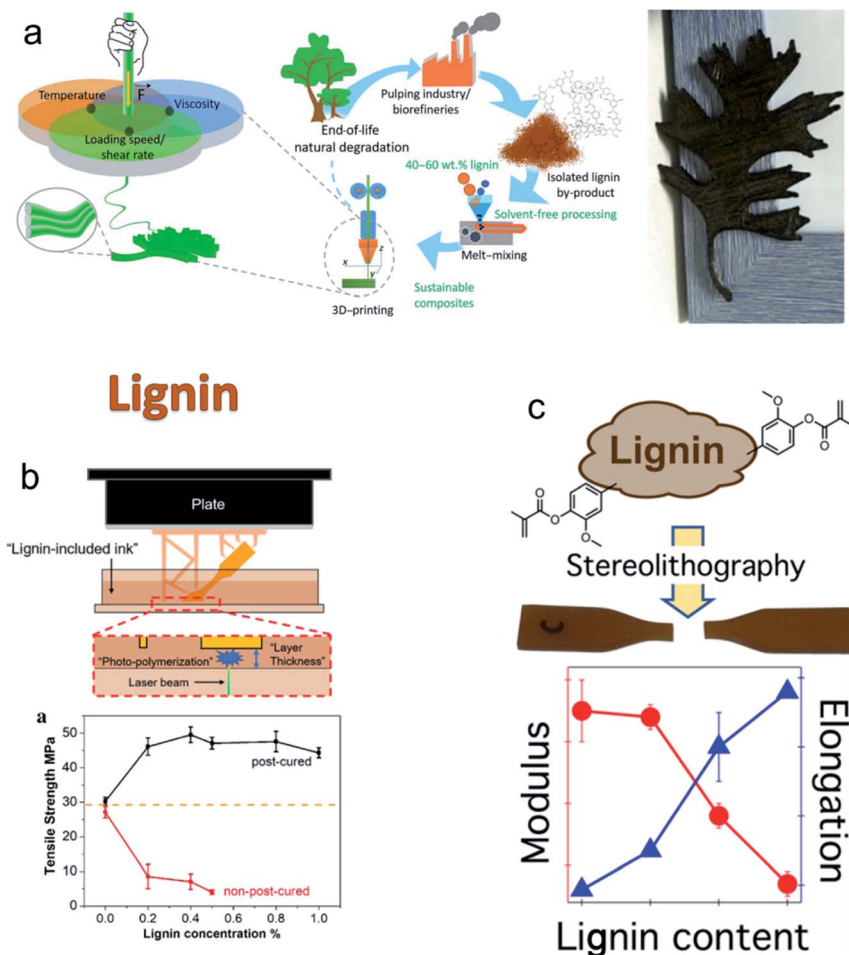 a
Temperature
F
Viscosity
Loading speed/
shear rate
End-of-life
natural degradation
Pulping industry/
biorefineries
40–60 wt.% lignin
Isolated lignin
by-product
Solvent-free processing
Melt-mixing
x
y
z
3D–printing
Sustainable
composites
Lignin
b
Plate
"Lignin-included ink"
"Photo-polymerization"
"Layer
Thickness"
Laser beam
a
Tensile Strength MPa
60
50
40
30
20
10
0
post-cured
non-post-cured
0.0 0.2 0.4 0.6 0.8 1.0
Lignin concentration %
c
O
O
Lignin
O
O
O
O
Stereolithography
Modulus
Elongation
Lignin content